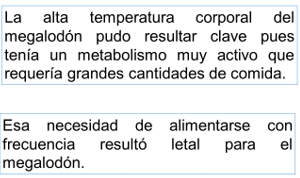 La alta temperatura corporal del
megalodón pudo resultar clave pues
tenía un metabolismo muy activo que
requería grandes cantidades de comida.
Esa necesidad de alimentarse con
frecuencia resultó letal para el
megalodón.